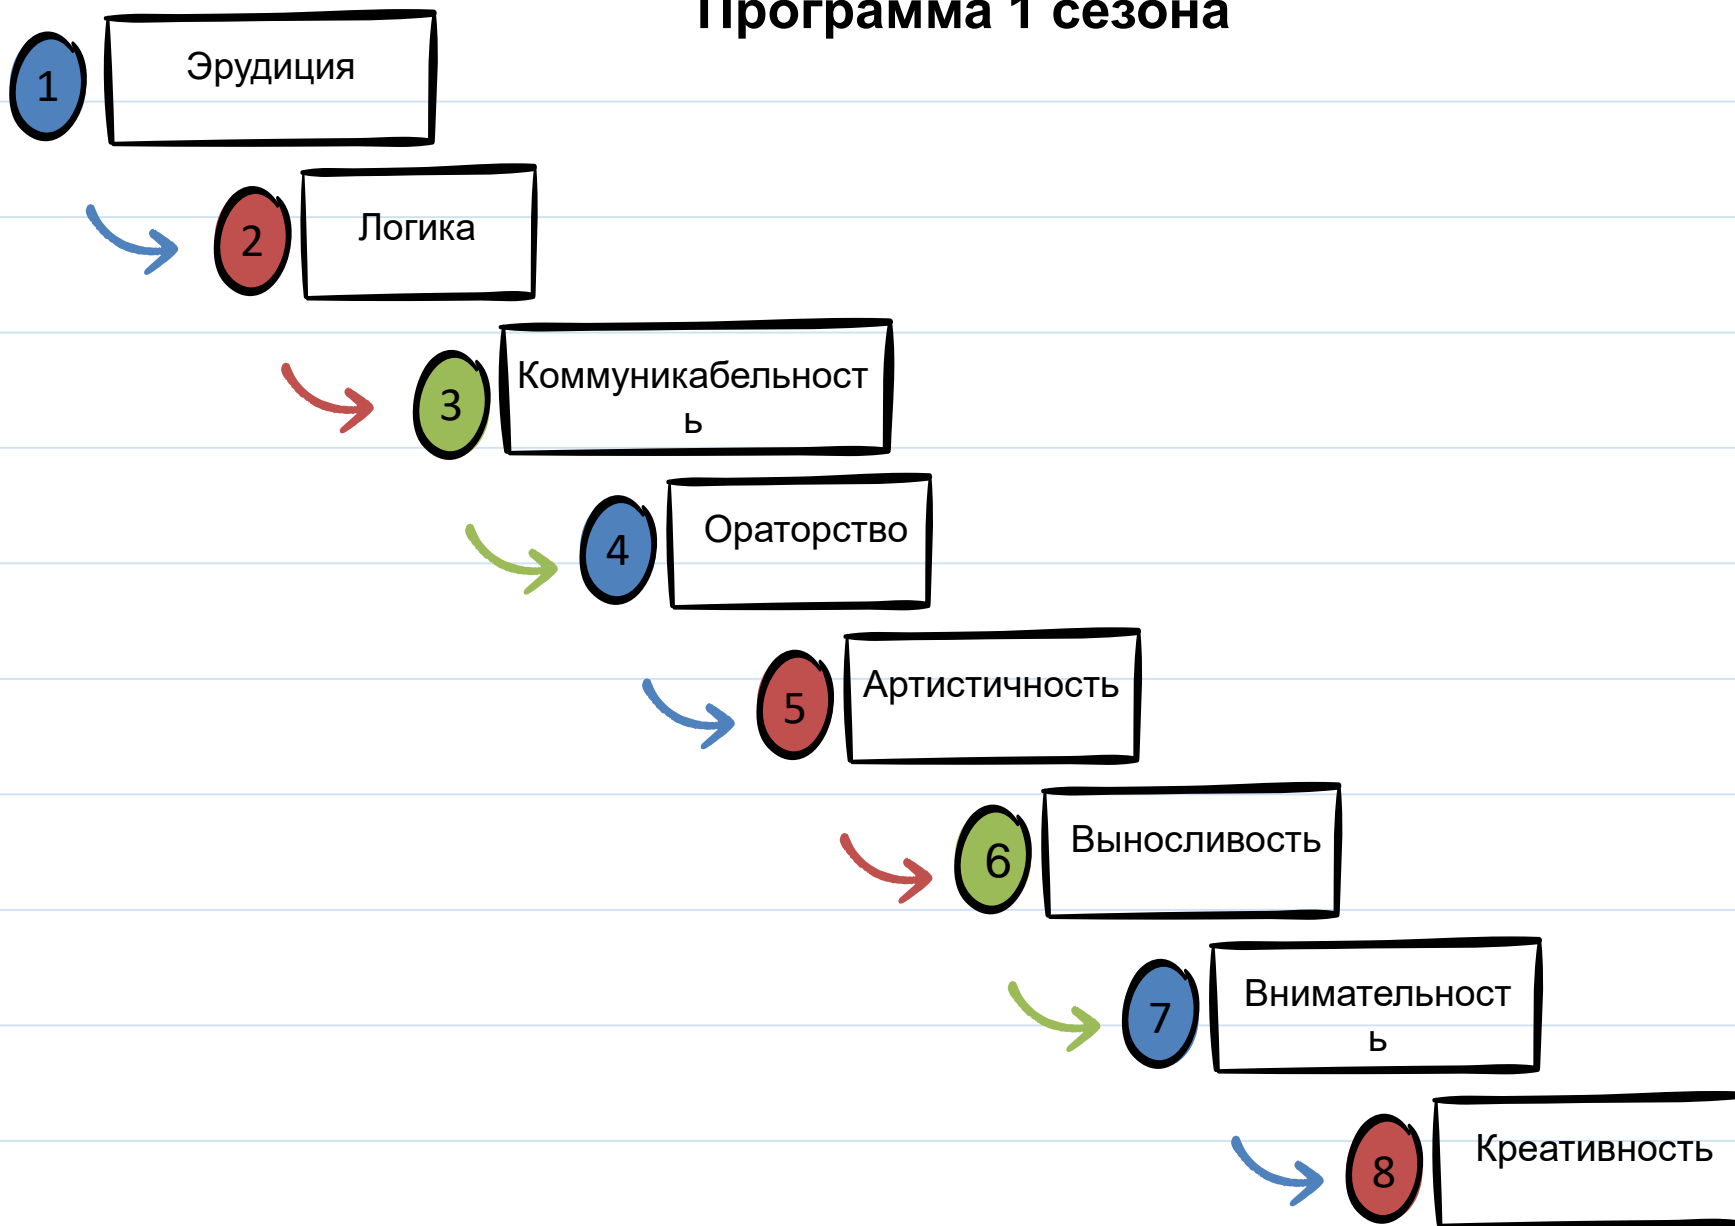 Программа 1 сезона
1
Эрудиция
2
Логика
3
Коммуникабельност
ь
4
Ораторство
5
Артистичность
6
Выносливость
7
Внимательност
ь
8
Креативность